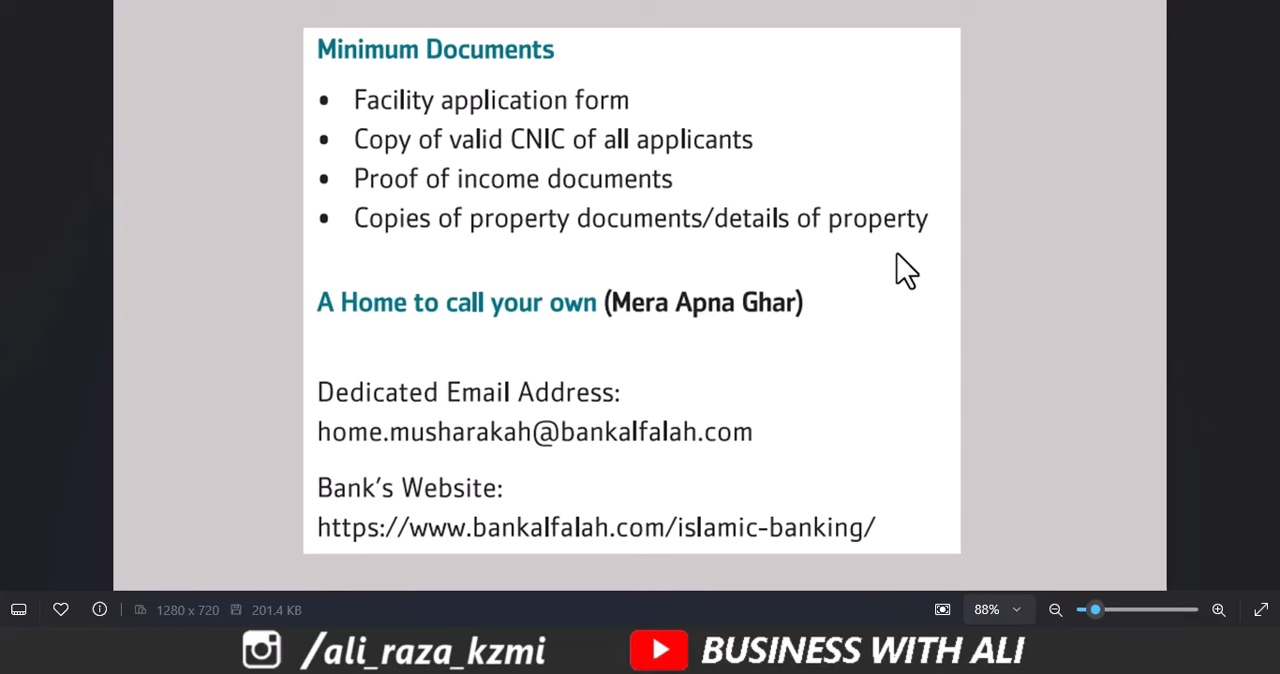 Minimum Documents
• Facility application form
• Copy of valid CNIC of all applicants
• Proof of income documents
• Copies of property documents/details of property
A Home to call your own (Mera Apna Ghar)
Dedicated Email Address:
home.musharakah@bankalfalah.com
Bank's Website:
https://www.bankalfalah.com/islamic-banking/
1280 x 720 201.4 KB 88%
/ali_raza_kzmi BUSINESS WITH ALI